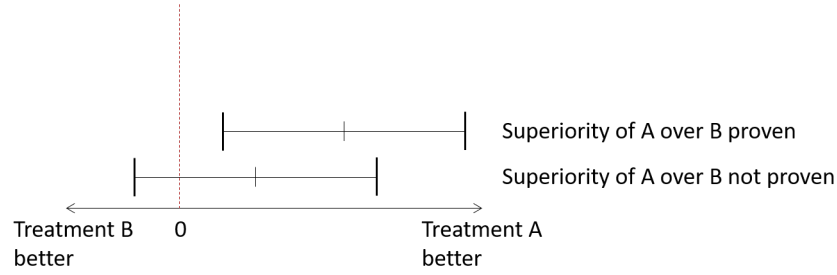 Superiority of A over B proven
Superiority of A over B not proven
Treatment B
better
0
Treatment A
better